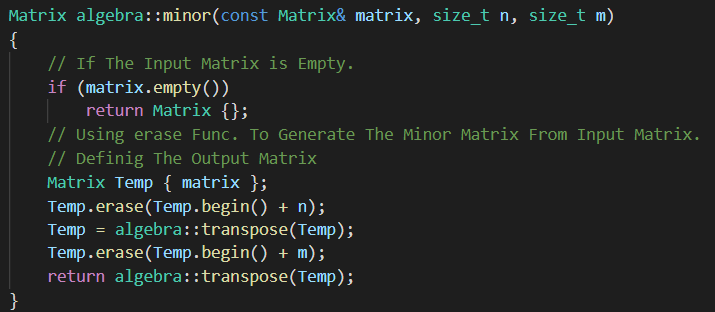 Matrix algebra::minor(const Matrix& matrix, size_t n, size_t m)
{
    // If The Input Matrix is Empty.
    if (matrix.empty())
        return Matrix {};
    // Using erase Func. To Generate The Minor Matrix From Input Matrix.
    // Definig The Output Matrix
    Matrix Temp { matrix };
    Temp.erase(Temp.begin() + n);
    Temp = algebra::transpose(Temp);
    Temp.erase(Temp.begin() + m);
    return algebra::transpose(Temp);
}